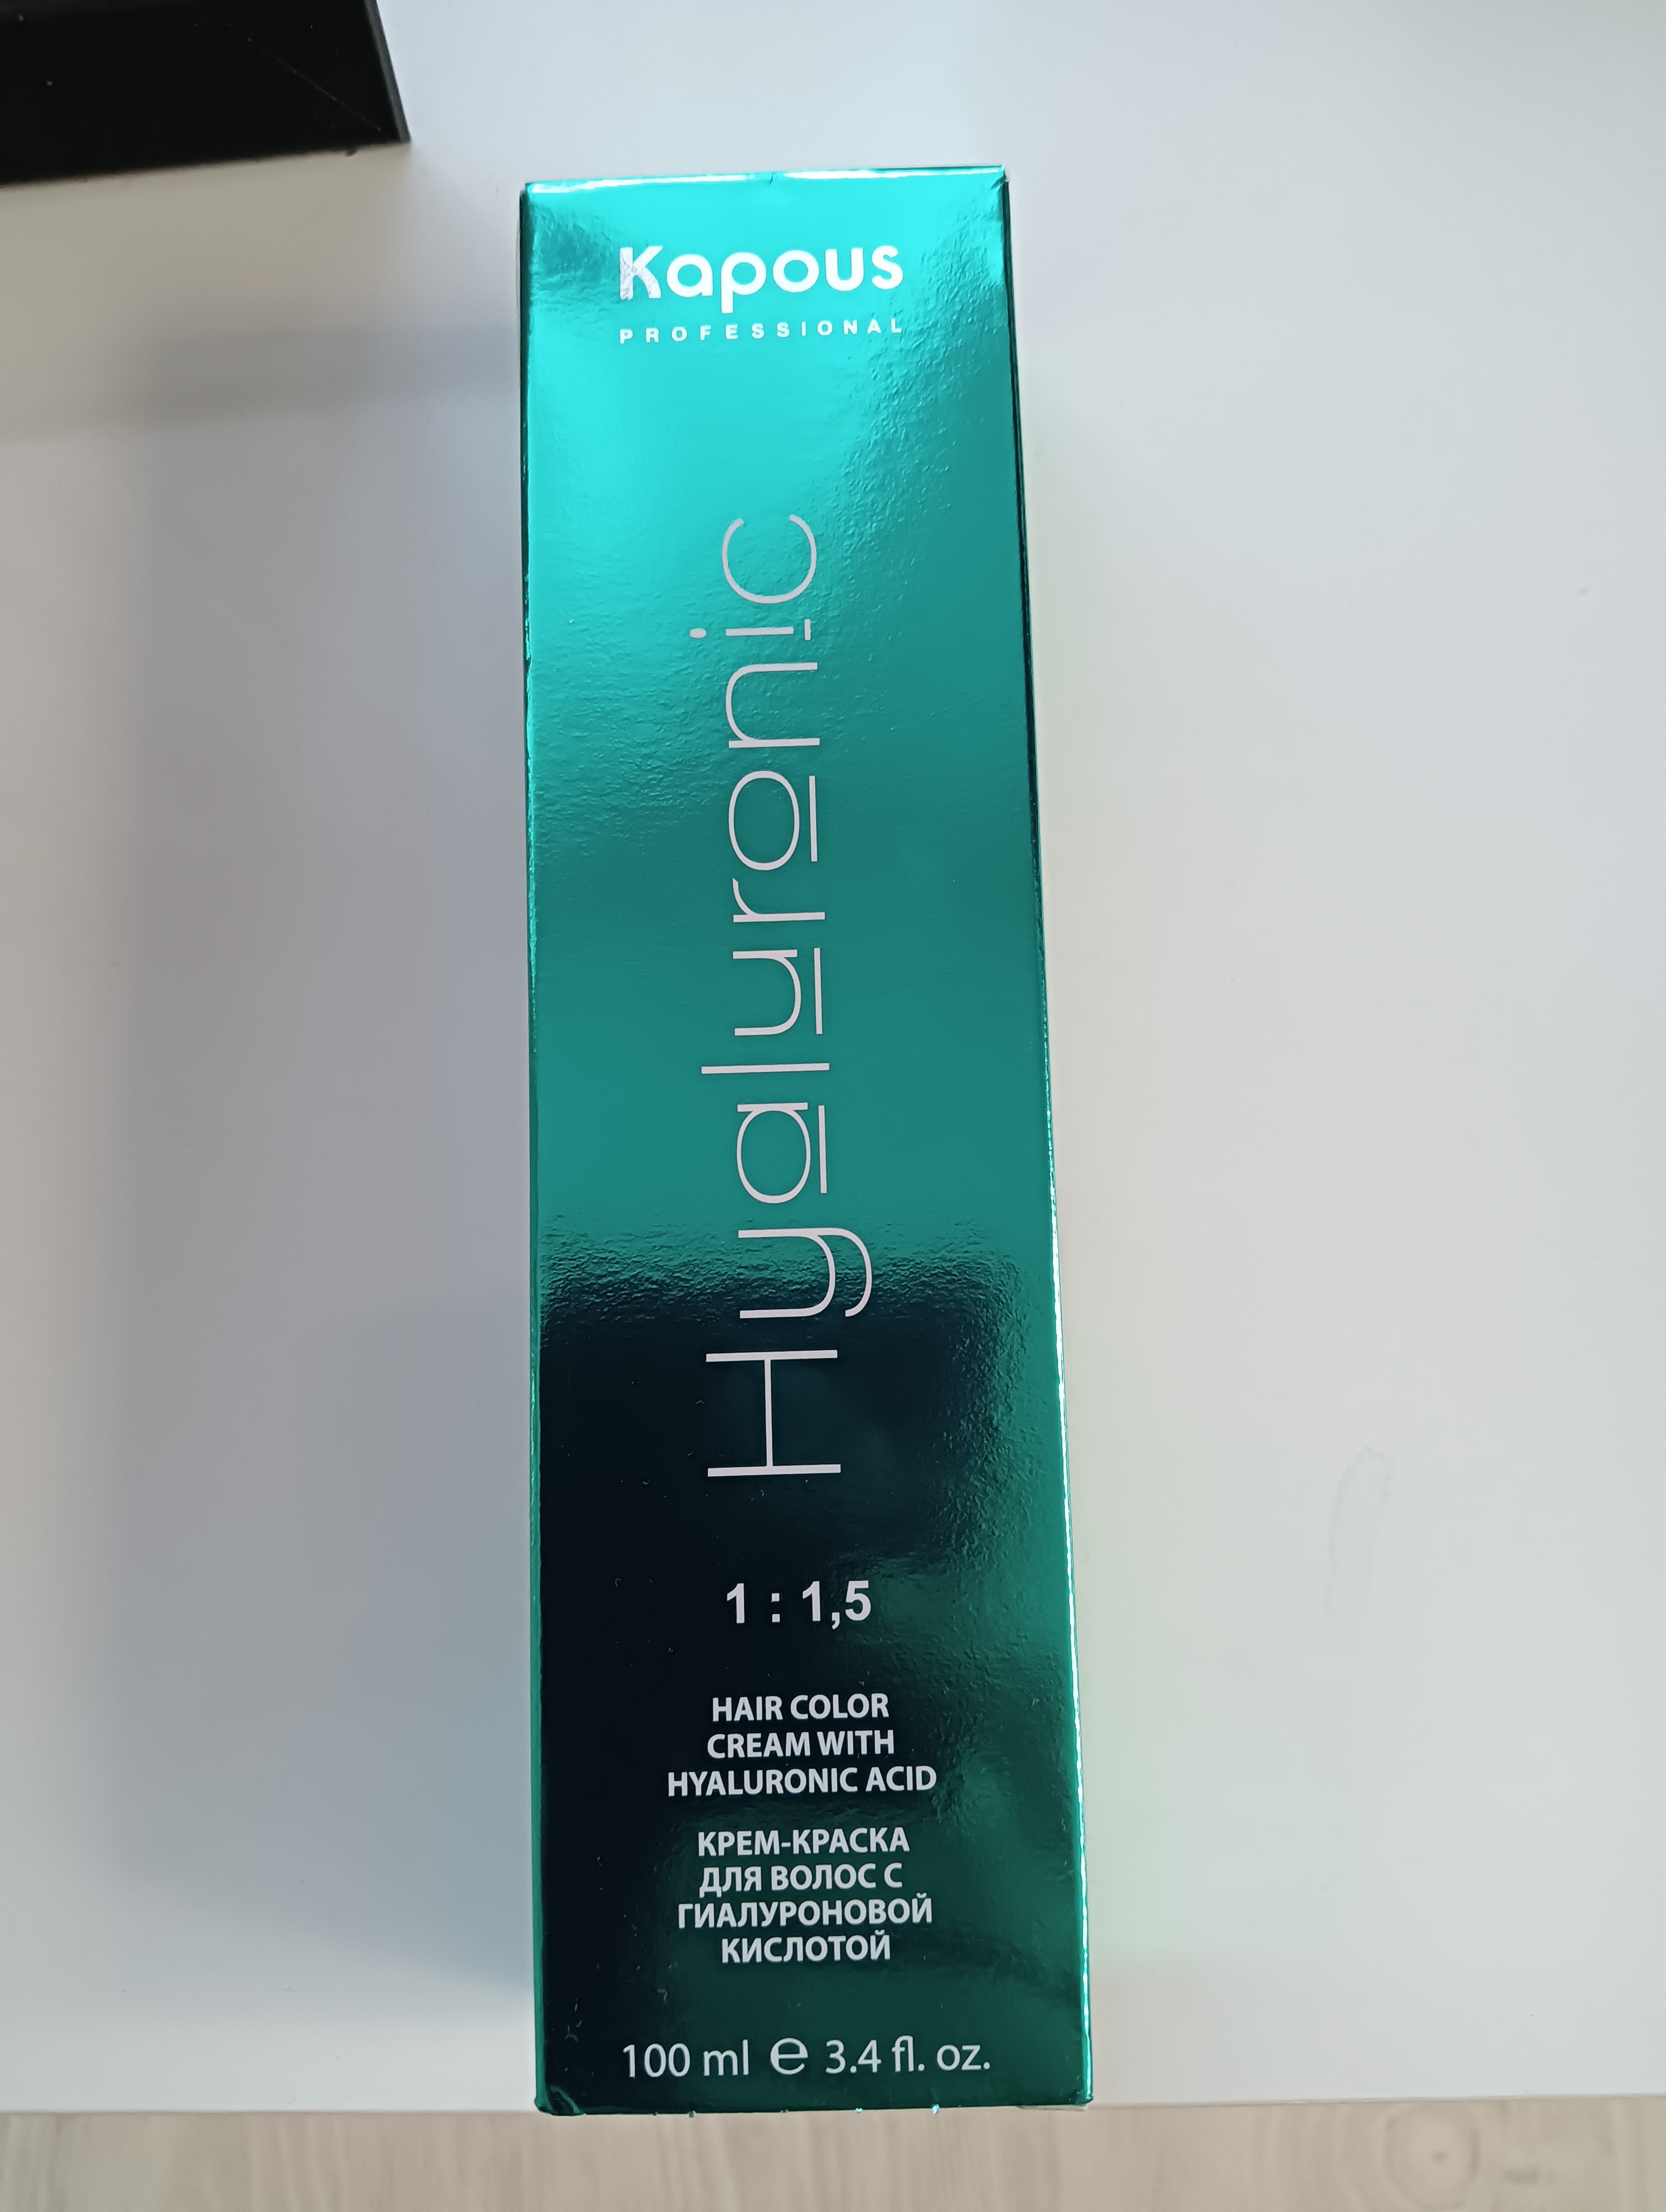 Kapous
PROFESSIONAL
Hyaluronic
1 : 1,5
HAIR COLOR
CREAM WITH
HYALURONIC ACID
КРЕМ-КРАСКА
ДЛЯ ВОЛОС С
ГИАЛУРОНОВОЙ
КИСЛОТОЙ
100 ml ℮ 3.4 fl. oz.